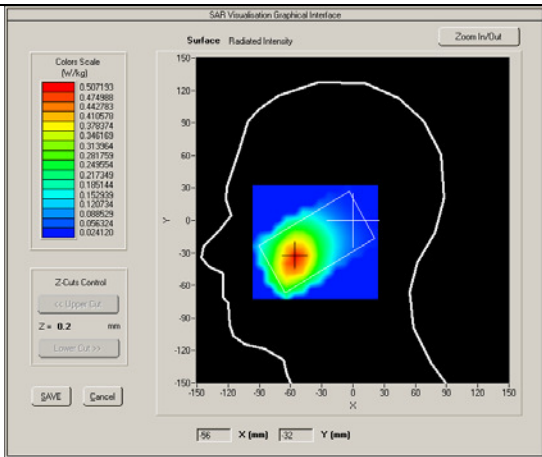 SAR Visualisation Graphical Interface
Surface Radiated Intensity
Zoom In/Out
Colors Scale
(W/kg)
0.507193
0.474988
0.442783
0.410578
0.378374
0.346169
0.313964
0.281759
0.249554
0.217349
0.185144
0.152939
0.120734
0.088529
0.056324
0.024120
150-
120-
90-
60-
30-
0-
-30-
-60-
-90-
-120-
-150-
Y
-150 -120 -90 -60 -30 0 30 60 90 120 150
X
Z-Cuts Control
<< Upper Cut
Z = 0.2 mm
Lower Cut >>
SAVE Cancel
-56 X (mm) -32 Y (mm)